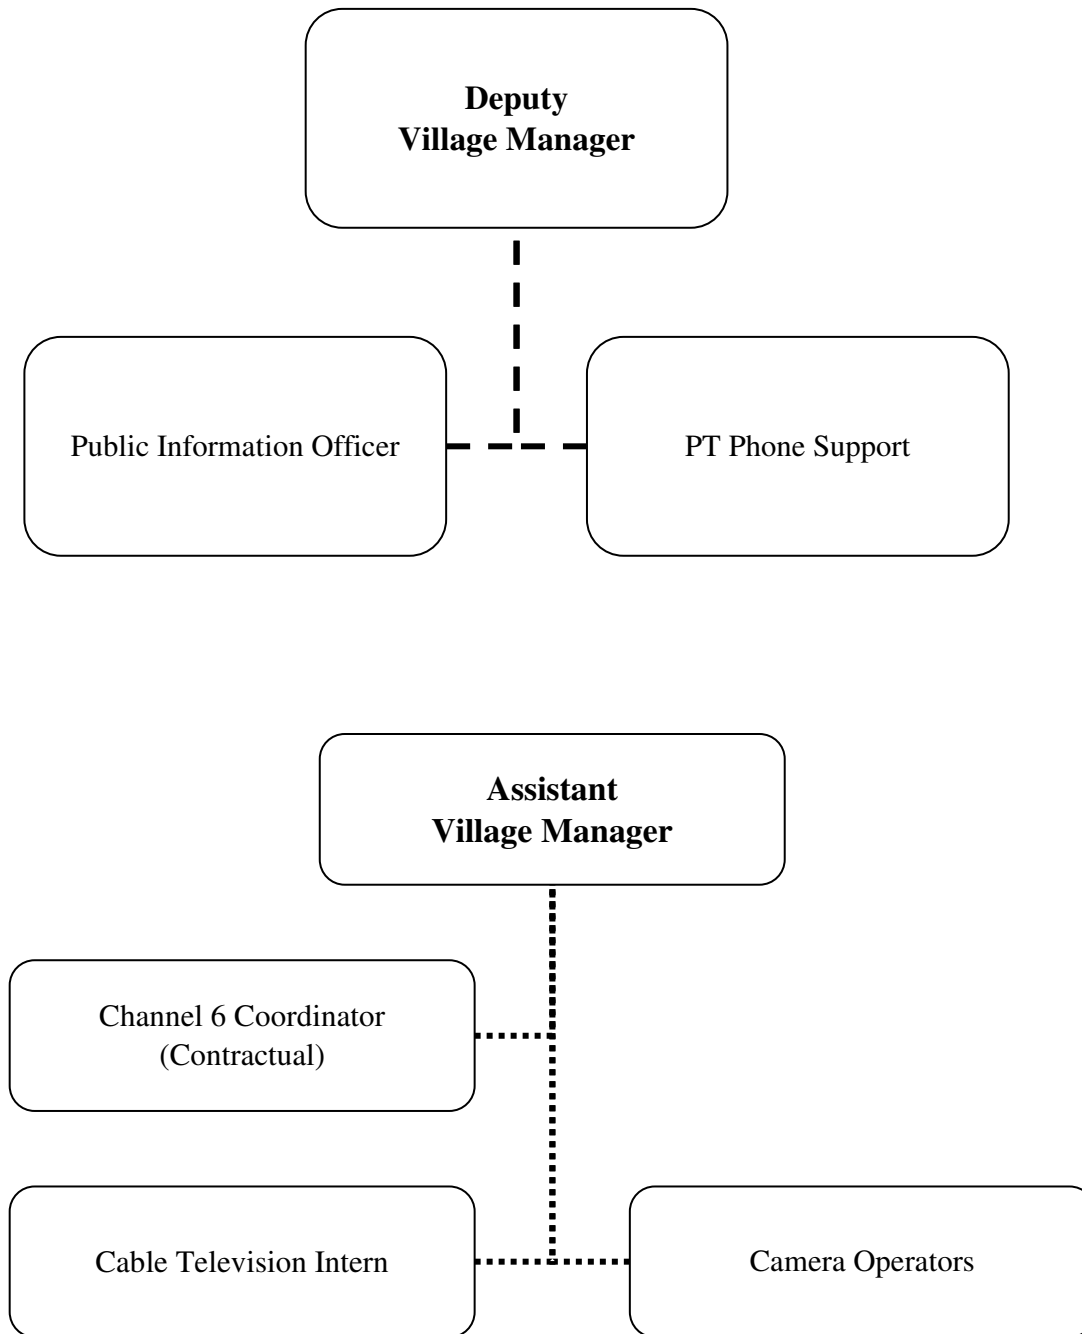 Deputy
Village Manager
Public Information Officer
PT Phone Support
Assistant
Village Manager
Channel 6 Coordinator
(Contractual)
Cable Television Intern
Camera Operators